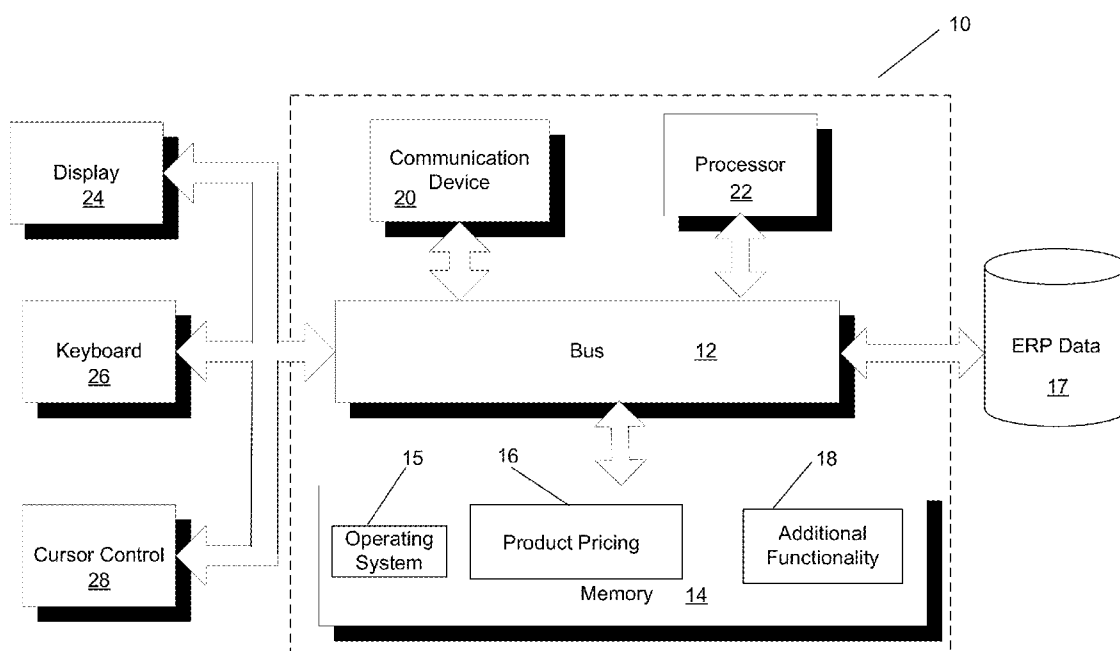 10
Display
24
Communication
Device
20
Processor
22
Keyboard
26
Bus 12
ERP Data
17
15
16
18
Cursor Control
28
Operating
System
Product Pricing
Additional
Functionality
Memory 14